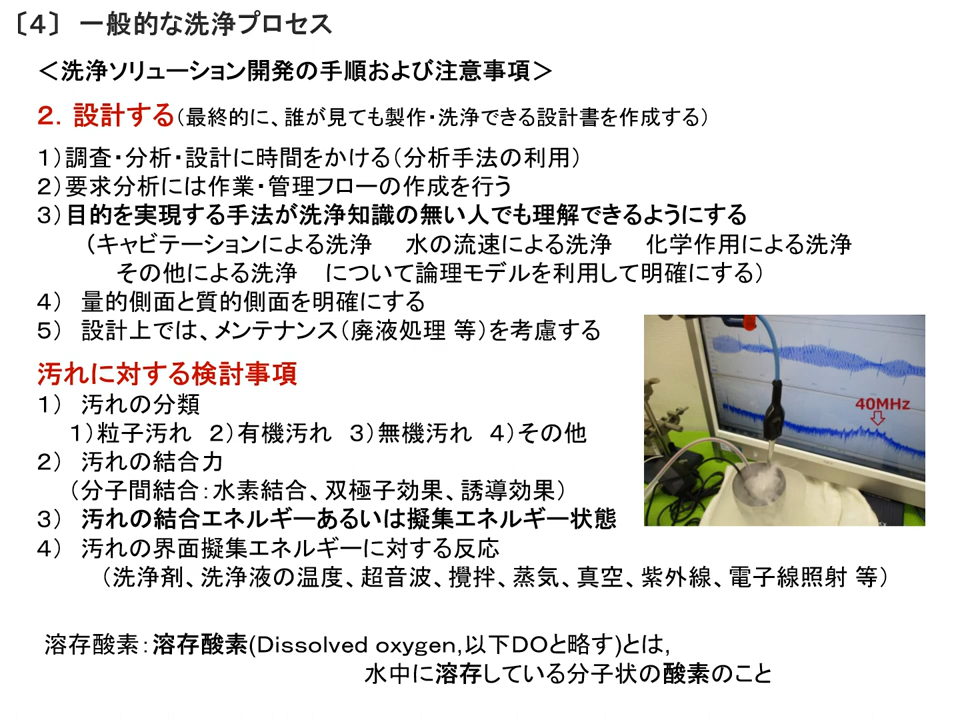 〔４〕 一般的な洗浄プロセス
＜洗浄ソリューション開発の手順および注意事項＞
２．設計する（最終的に、誰が見ても製作・洗浄できる設計書を作成する）
１）調査・分析・設計に時間をかける（分析手法の利用）
２）要求分析には作業・管理フローの作成を行う
３）目的を実現する手法が洗浄知識の無い人でも理解できるようにする
（キャビテーションによる洗浄　水の流速による洗浄　化学作用による洗浄
その他による洗浄　について論理モデルを利用して明確にする）
４）　量的側面と質的側面を明確にする
５）　設計上では、メンテナンス（廃液処理 等）を考慮する
汚れに対する検討事項
１）　汚れの分類
１）粒子汚れ　２）有機汚れ　３）無機汚れ　４）その他
２）　汚れの結合力
（分子間結合：水素結合、双極子効果、誘導効果）
３）　汚れの結合エネルギーあるいは擬集エネルギー状態
４）　汚れの界面擬集エネルギーに対する反応
（洗浄剤、洗浄液の温度、超音波、攪拌、蒸気、真空、紫外線、電子線照射 等）
40MHz
溶存酸素：溶存酸素(Dissolved oxygen,以下DOと略す)とは,
水中に溶存している分子状の酸素のこと